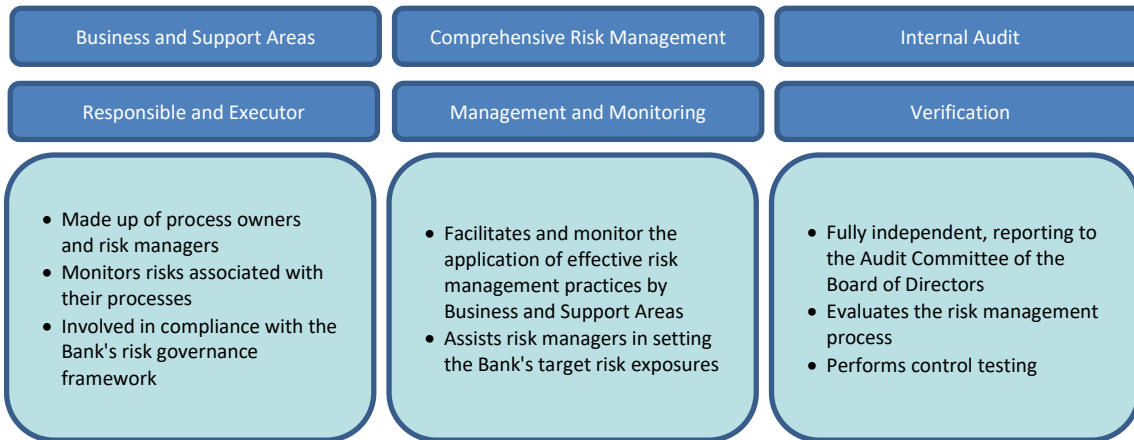 Business and Support Areas
Comprehensive Risk Management
Internal Audit
Responsible and Executor
Management and Monitoring
Verification
• Made up of process owners
and risk managers
• Monitors risks associated with
their processes
• Involved in compliance with the
Bank's risk governance
framework
• Facilitates and monitor the
application of effective risk
management practices by
Business and Support Areas
• Assists risk managers in setting
the Bank's target risk exposures
• Fully independent, reporting to
the Audit Committee of the
Board of Directors
• Evaluates the risk management
process
• Performs control testing